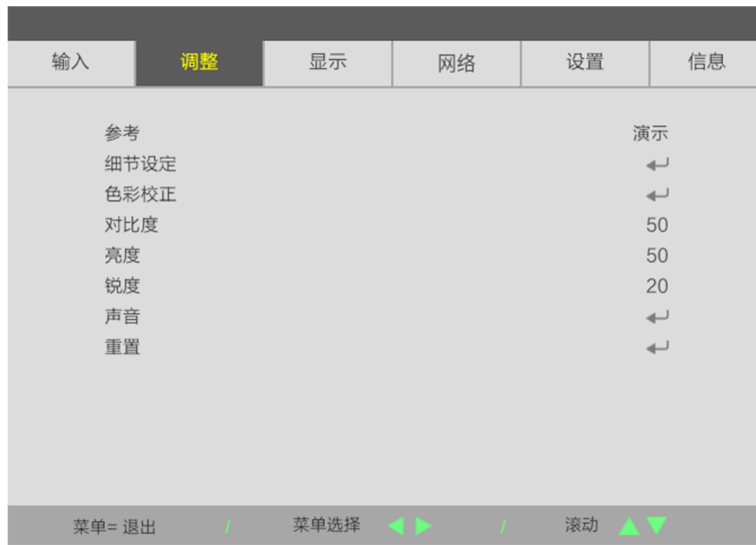 输入 调整 显示 网络 设置 信息
参考 演示
细节设定
色彩校正
对比度 50
亮度 50
锐度 20
声音
重置
菜单= 退出 / 菜单选择 / 滚动